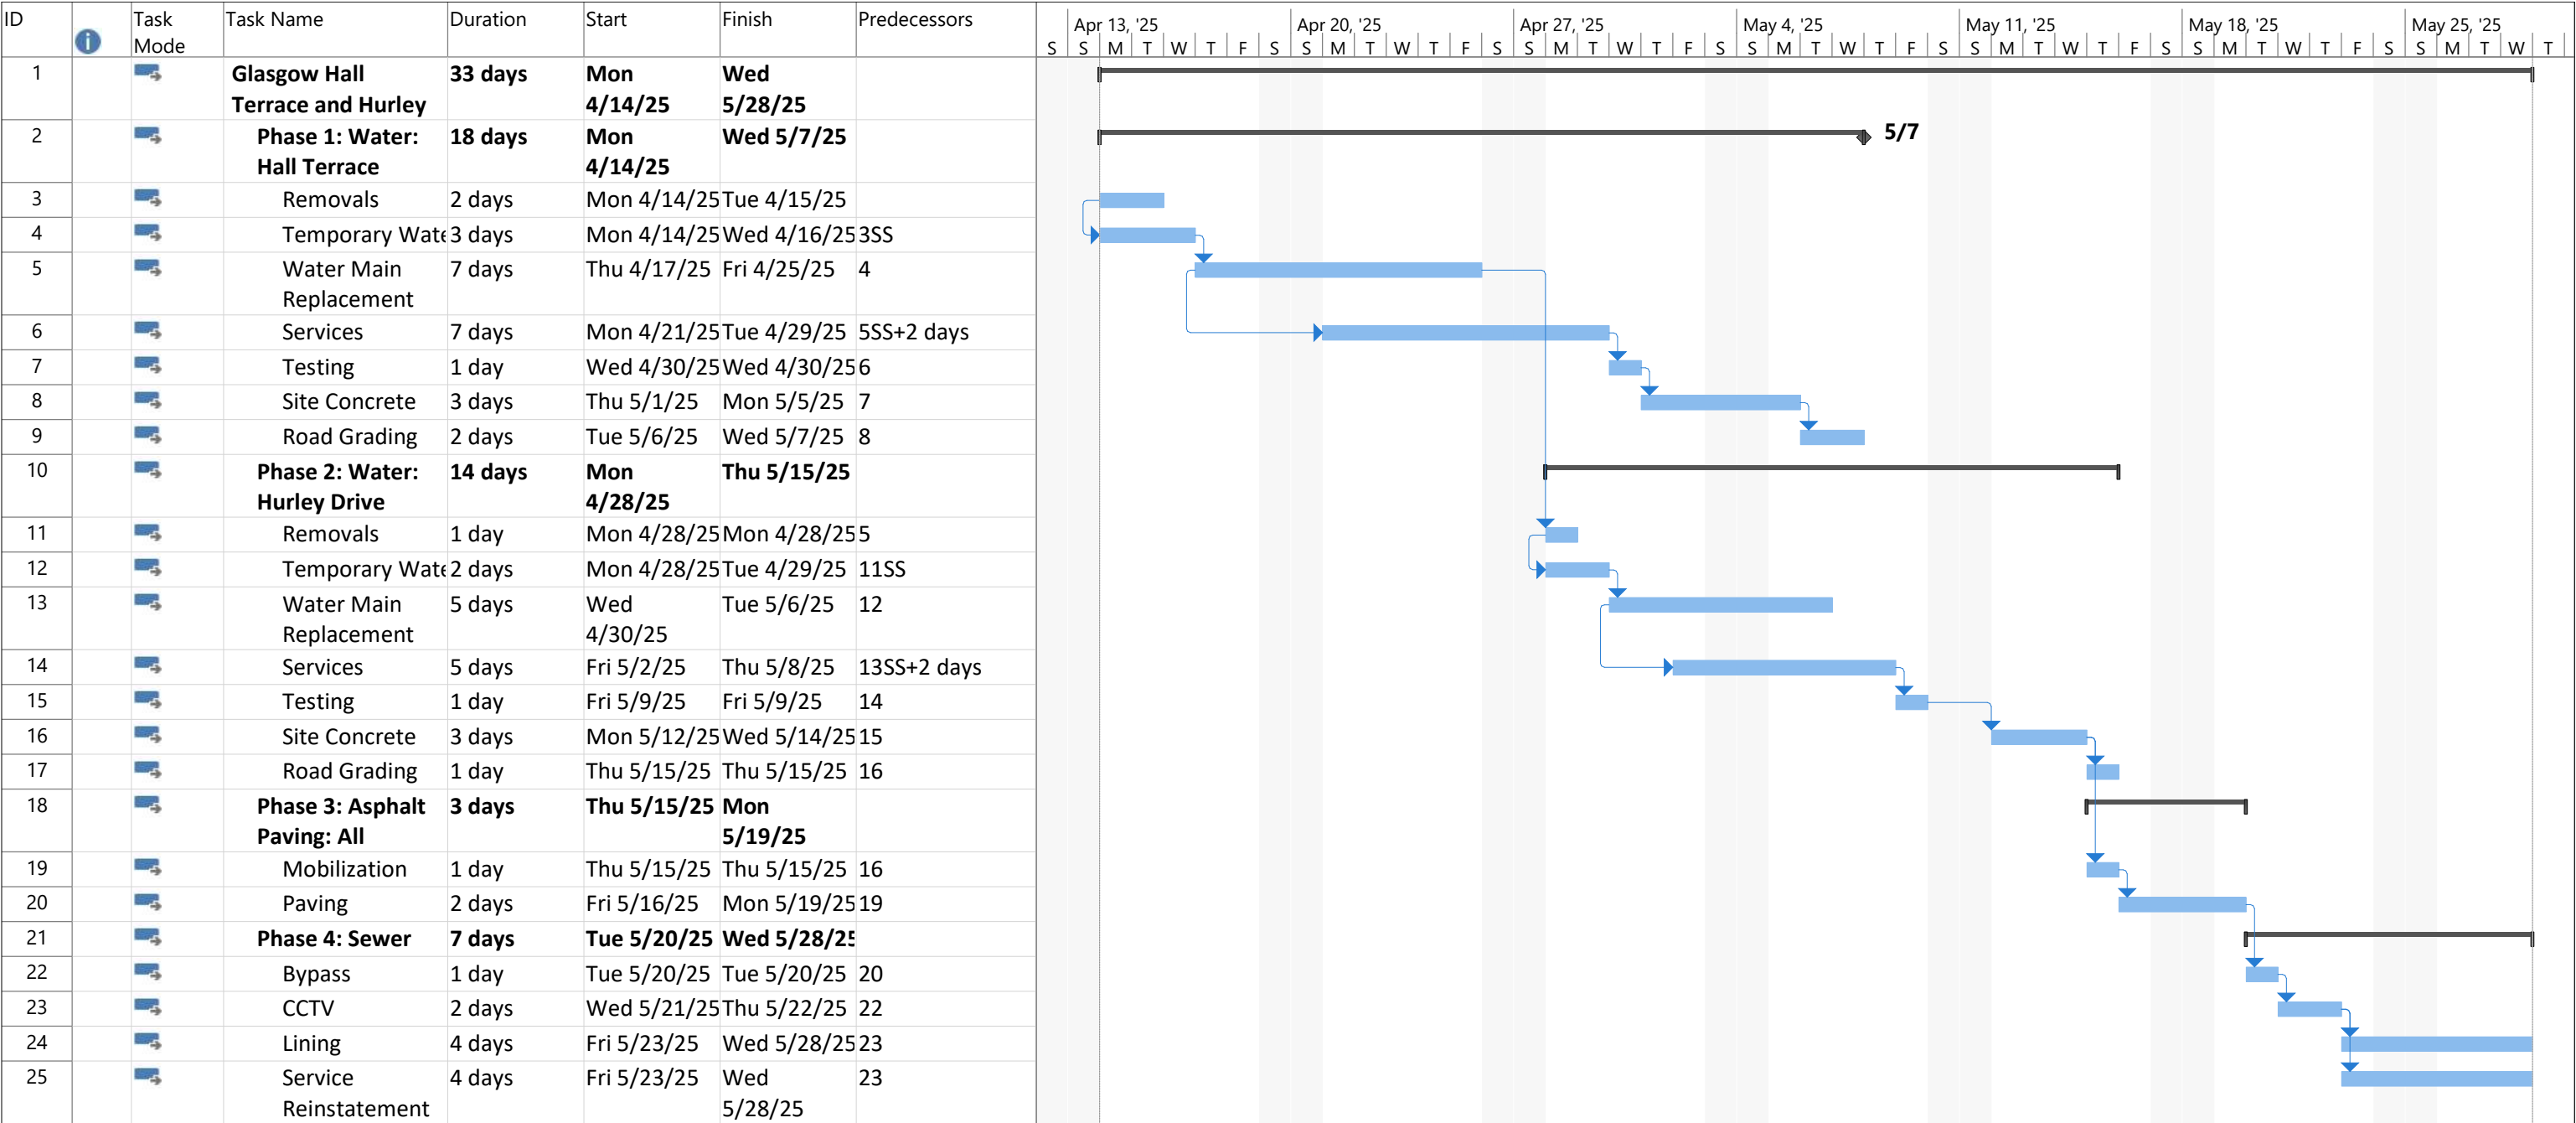 ID Task Mode Task Name Duration Start Finish Predecessors
Apr 13, '25 Apr 20, '25 Apr 27, '25 May 4, '25 May 11, '25 May 18, '25 May 25, '25
S S M T W T F S S M T W T F S S M T W T F S S M T W T F S S M T W T F S S M T W T F S S M T W T
1 Glasgow Hall Terrace and Hurley 33 days Mon 4/14/25 Wed 5/28/25
2 Phase 1: Water: Hall Terrace 18 days Mon 4/14/25 Wed 5/7/25 5/7
3 Removals 2 days Mon 4/14/25 Tue 4/15/25
4 Temporary Wate 3 days Mon 4/14/25 Wed 4/16/25 3SS
5 Water Main Replacement 7 days Thu 4/17/25 Fri 4/25/25 4
6 Services 7 days Mon 4/21/25 Tue 4/29/25 5SS+2 days
7 Testing 1 day Wed 4/30/25 Wed 4/30/25 6
8 Site Concrete 3 days Thu 5/1/25 Mon 5/5/25 7
9 Road Grading 2 days Tue 5/6/25 Wed 5/7/25 8
10 Phase 2: Water: Hurley Drive 14 days Mon 4/28/25 Thu 5/15/25
11 Removals 1 day Mon 4/28/25 Mon 4/28/25 5
12 Temporary Wate 2 days Mon 4/28/25 Tue 4/29/25 11SS
13 Water Main Replacement 5 days Wed 4/30/25 Tue 5/6/25 12
14 Services 5 days Fri 5/2/25 Thu 5/8/25 13SS+2 days
15 Testing 1 day Fri 5/9/25 Fri 5/9/25 14
16 Site Concrete 3 days Mon 5/12/25 Wed 5/14/25 15
17 Road Grading 1 day Thu 5/15/25 Thu 5/15/25 16
18 Phase 3: Asphalt Paving: All 3 days Thu 5/15/25 Mon 5/19/25
19 Mobilization 1 day Thu 5/15/25 Thu 5/15/25 16
20 Paving 2 days Fri 5/16/25 Mon 5/19/25 19
21 Phase 4: Sewer 7 days Tue 5/20/25 Wed 5/28/25
22 Bypass 1 day Tue 5/20/25 Tue 5/20/25 20
23 CCTV 2 days Wed 5/21/25 Thu 5/22/25 22
24 Lining 4 days Fri 5/23/25 Wed 5/28/25 23
25 Service Reinstatement 4 days Fri 5/23/25 Wed 5/28/25 23